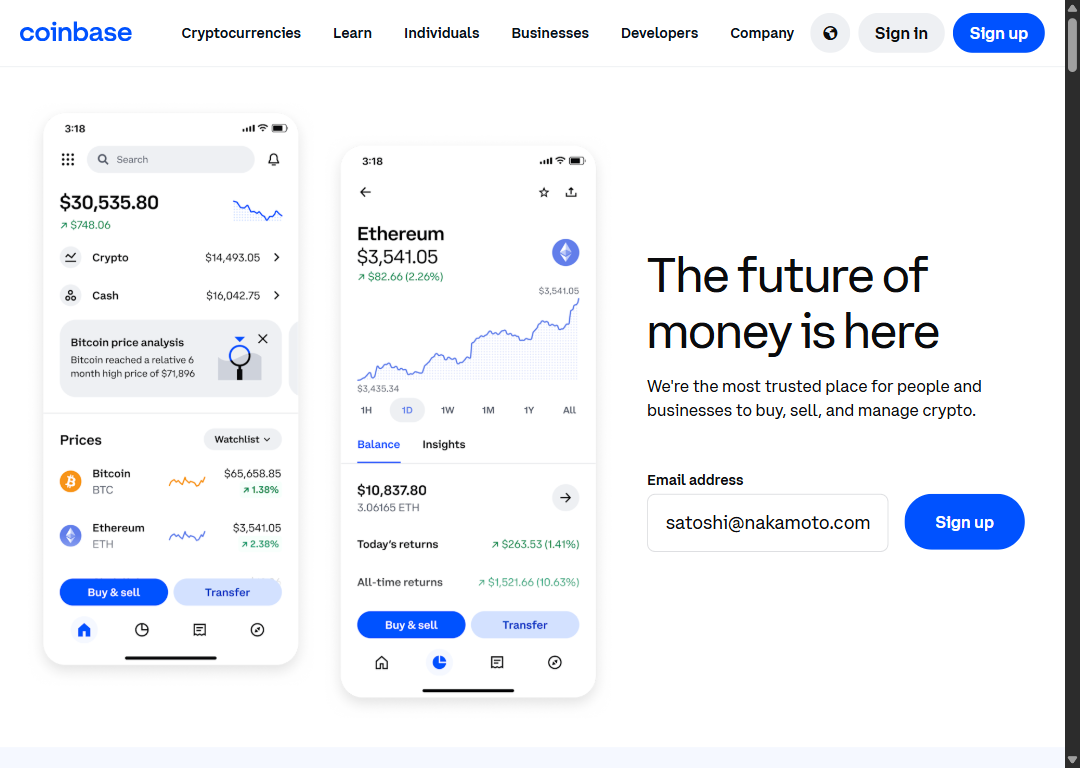 coinbase
Cryptocurrencies
Learn
Individuals
Businesses
Developers
Company
Sign in
Sign up
3:18
Search
$30,535.80
↗ $748.06
Crypto
$14,493.05
Cash
$16,042.75
Bitcoin price analysis
Bitcoin reached a relative 6
month high price of $71,896
Prices
Watchlist
Bitcoin
$65,658.85
BTC
↗ 1.38%
Ethereum
$3,541.05
ETH
↗ 2.38%
Buy & sell
Transfer
3:18
Ethereum
$3,541.05
↗ $82.66 (2.26%)
$3,541.05
$3,435.34
1H
1D
1W
1M
1Y
All
Balance
Insights
$10,837.80
3.06165 ETH
Today's returns
↗ $263.53 (1.41%)
All-time returns
↗ $1,521.66 (10.63%)
Buy & sell
Transfer
The future of
money is here
We're the most trusted place for people and
businesses to buy, sell, and manage crypto.
Email address
satoshi@nakamoto.com
Sign up